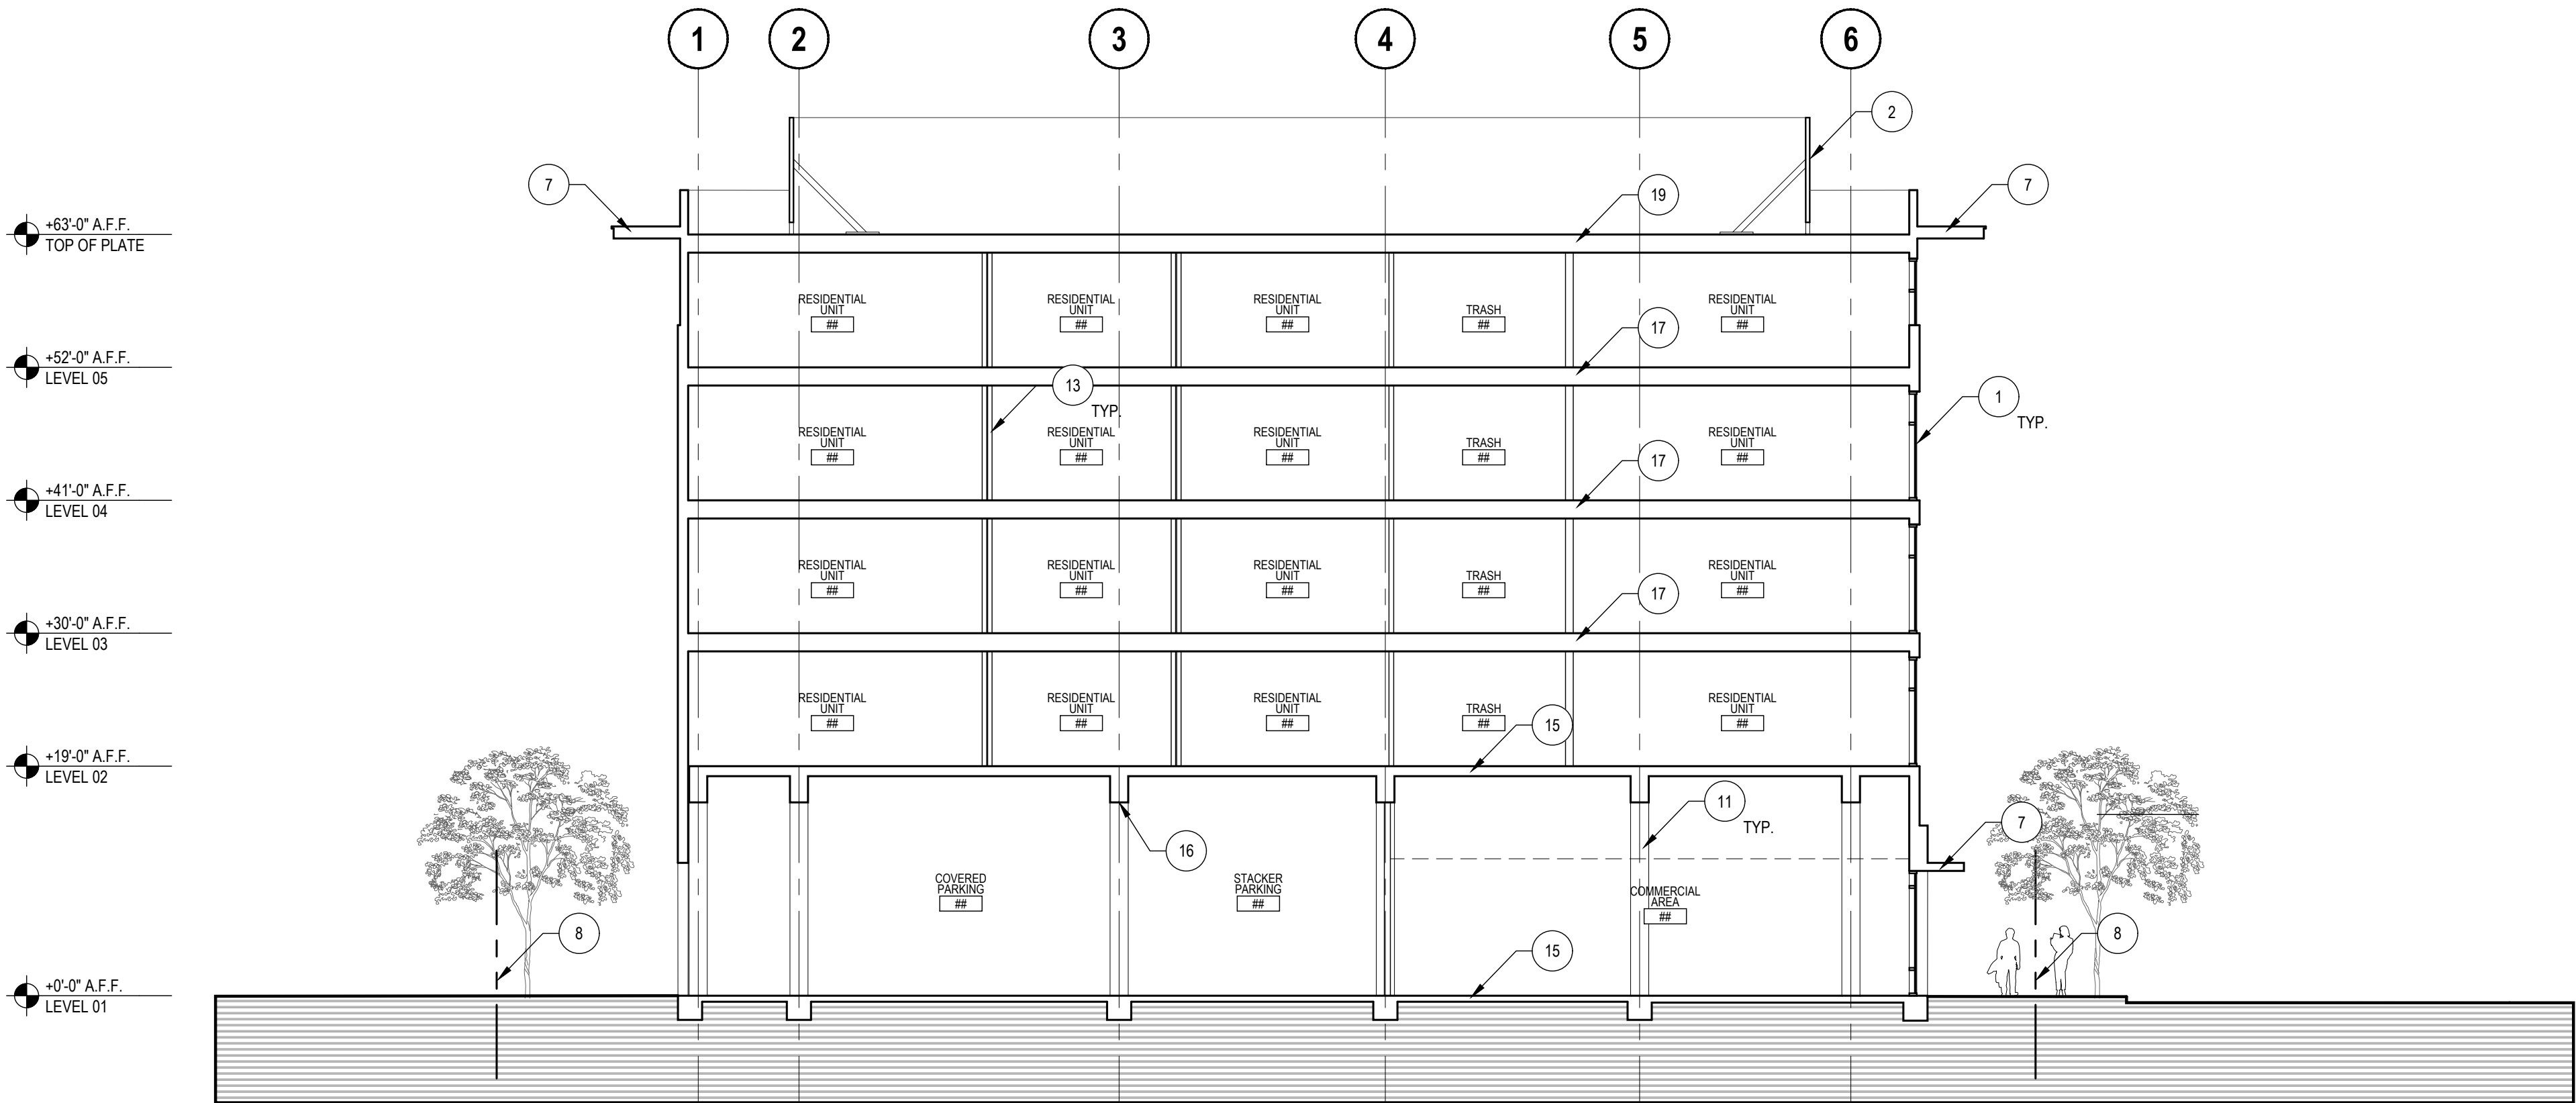 1 2 3 4 5 6
2
7
7
19
+63'-0" A.F.F.
TOP OF PLATE
RESIDENTIAL
UNIT
##
RESIDENTIAL
UNIT
##
RESIDENTIAL
UNIT
##
TRASH
##
RESIDENTIAL
UNIT
##
17
+52'-0" A.F.F.
LEVEL 05
13
TYP.
1
TYP.
RESIDENTIAL
UNIT
##
RESIDENTIAL
UNIT
##
RESIDENTIAL
UNIT
##
TRASH
##
RESIDENTIAL
UNIT
##
17
+41'-0" A.F.F.
LEVEL 04
RESIDENTIAL
UNIT
##
RESIDENTIAL
UNIT
##
RESIDENTIAL
UNIT
##
TRASH
##
RESIDENTIAL
UNIT
##
17
+30'-0" A.F.F.
LEVEL 03
RESIDENTIAL
UNIT
##
RESIDENTIAL
UNIT
##
RESIDENTIAL
UNIT
##
TRASH
##
RESIDENTIAL
UNIT
##
15
+19'-0" A.F.F.
LEVEL 02
11
TYP.
7
16
COVERED
PARKING
##
STACKER
PARKING
##
COMMERCIAL
AREA
##
8
8
15
+0'-0" A.F.F.
LEVEL 01